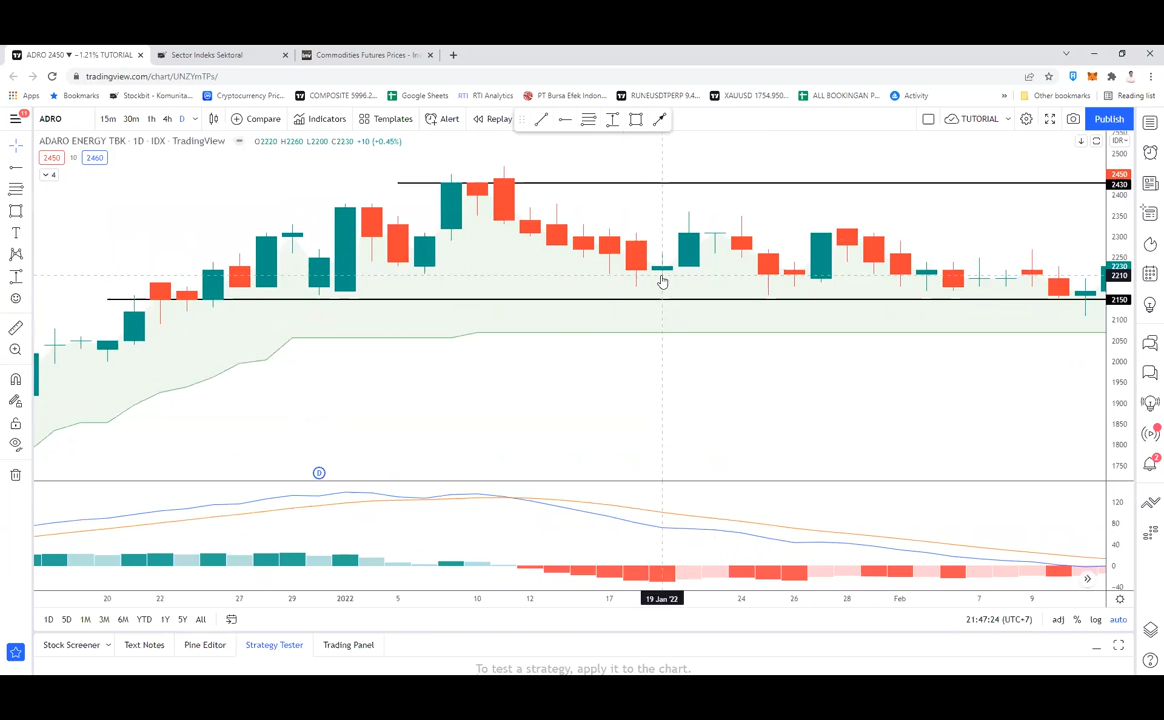 ADRO 2450 ▼ −1.21% TUTORIAL
Sector Indeks Sektoral
Commodities Futures Prices - Inv
tradingview.com/chart/UNZYmTPs/
Apps
Bookmarks
Stockbit - Komunita...
Cryptocurrency Pric...
COMPOSITE 5996.2...
Google Sheets
RTI Analytics
PT Bursa Efek Indon...
RUNEUSDTPERP 9.4...
XAUUSD 1754.950...
ALL BOOKINGAN P...
Activity
»
Other bookmarks
Reading list
11
ADRO
15m
30m
1h
4h
D
Compare
Indicators
Templates
Alert
Replay
TUTORIAL
Publish
ADARO ENERGY TBK · 1D · IDX · TradingView
O2220 H2260 L2200 C2230 +10 (+0.45%)
IDR
2450
10
2460
4
2500
2450
2430
2400
2350
2300
2250
2230
2210
2150
2100
2050
2000
1950
1900
1850
1800
1750
D
120
80
40
0
−40
20
22
27
29
2022
5
10
12
17
19 Jan '22
24
26
28
Feb
7
9
1D
5D
1M
3M
6M
YTD
1Y
5Y
All
21:47:24 (UTC+7)
adj
%
log
auto
Stock Screener
Text Notes
Pine Editor
Strategy Tester
Trading Panel
To test a strategy, apply it to the chart.
2